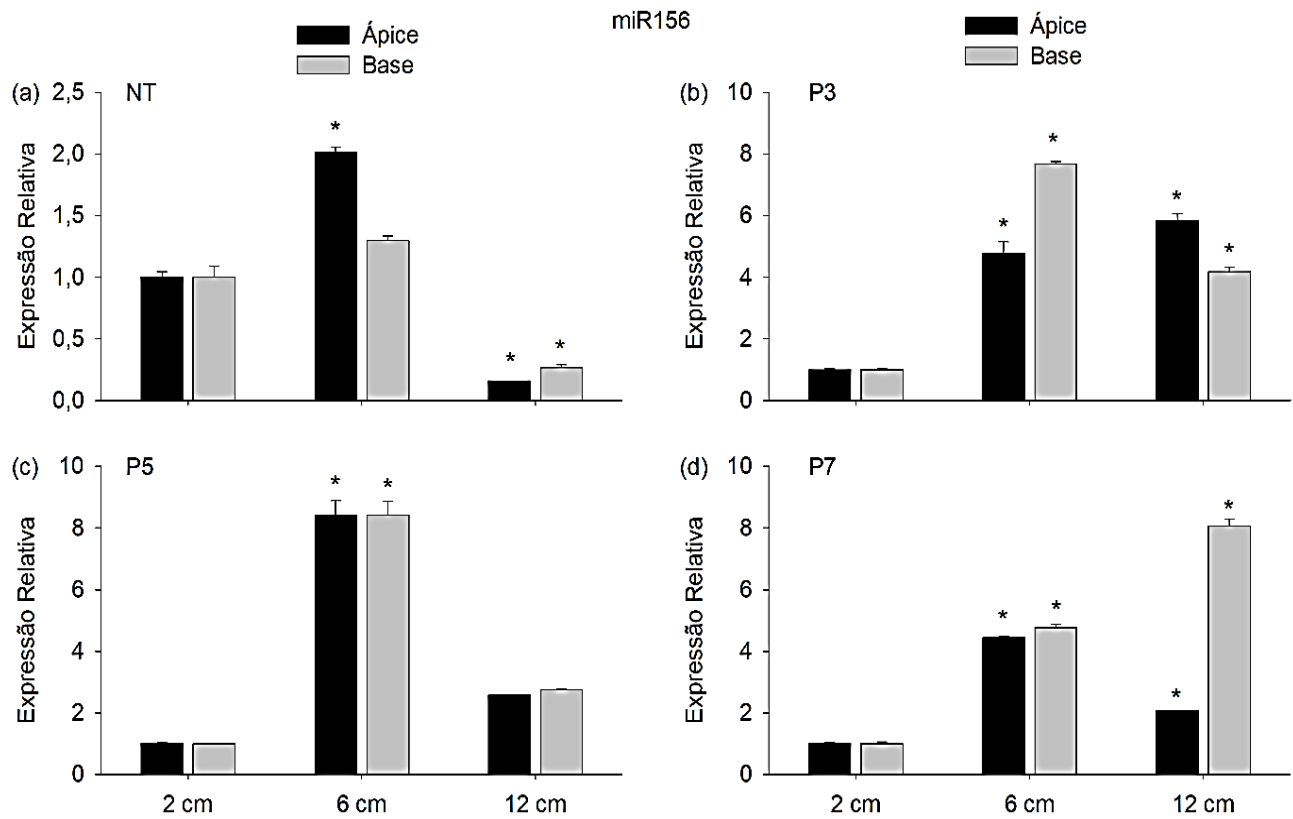 miR156
Ápice
Base
Ápice
Base
(a)
NT
Expressão Relativa
2,5
2,0
1,5
1,0
0,5
0,0
*
*
*
(b)
P3
Expressão Relativa
10
8
6
4
2
0
*
*
*
*
(c)
P5
Expressão Relativa
10
8
6
4
2
0
*
*
2 cm
6 cm
12 cm
(d)
P7
Expressão Relativa
10
8
6
4
2
0
*
*
*
*
2 cm
6 cm
12 cm